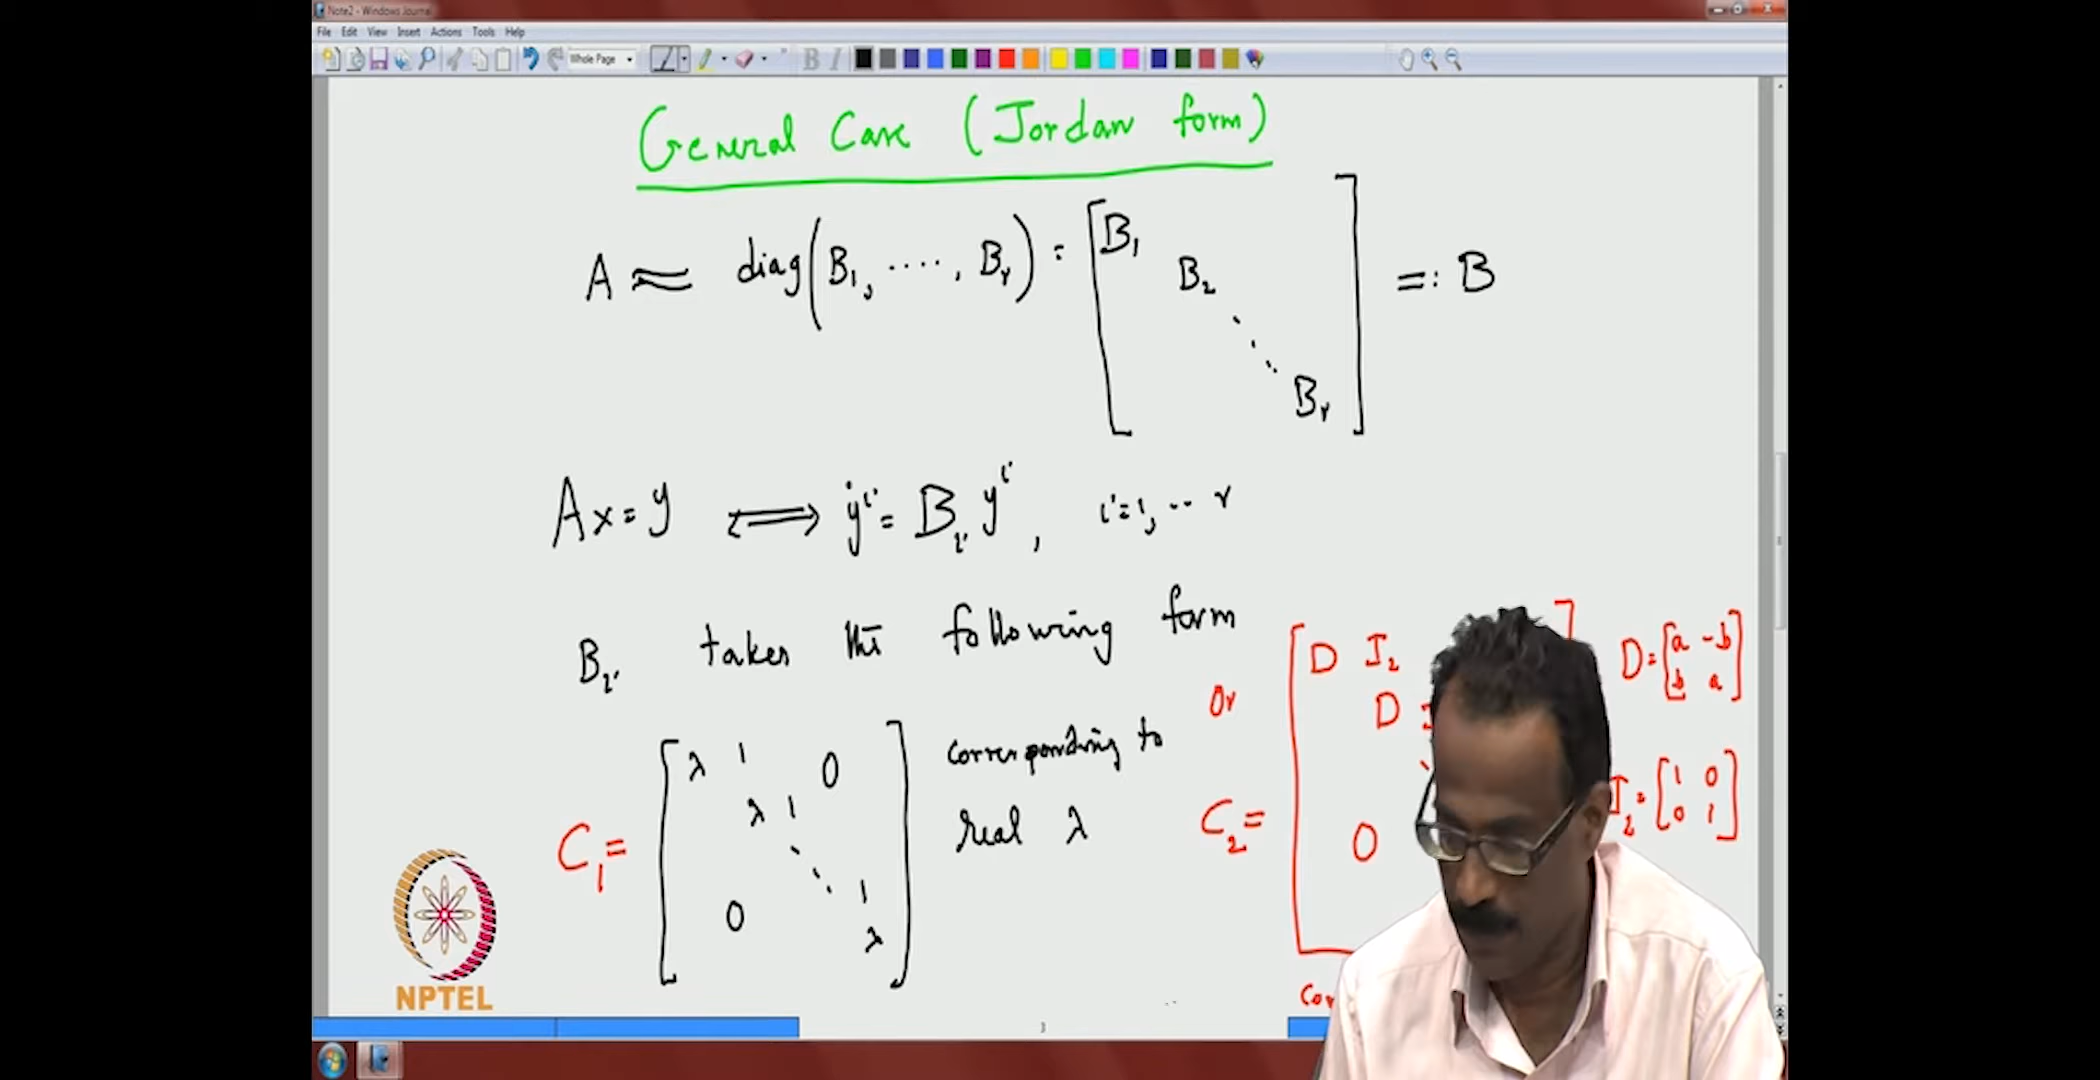 Note2 - Windows Journal
File Edit View Insert Actions Tools Help
Whole Page
B I
General Case (Jordan form)
A ≈ diag(B₁, ...., Bᵣ) = [B₁ B₂ ⋱ Bᵣ] =: B
Ax = y ⟺ ẏⁱ = Bᵢ yⁱ, i = 1, ... r
Bᵢ takes the following form
C₁ = [λ 1 0
λ 1
⋱ 1
0 λ]
corresponding to
real λ
Or
C₂ = [D I₂
D
0
D = [a -b
b a]
I₂ = [1 0
0 1]
NPTEL
3